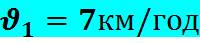 𝝑₁ = 7км/год